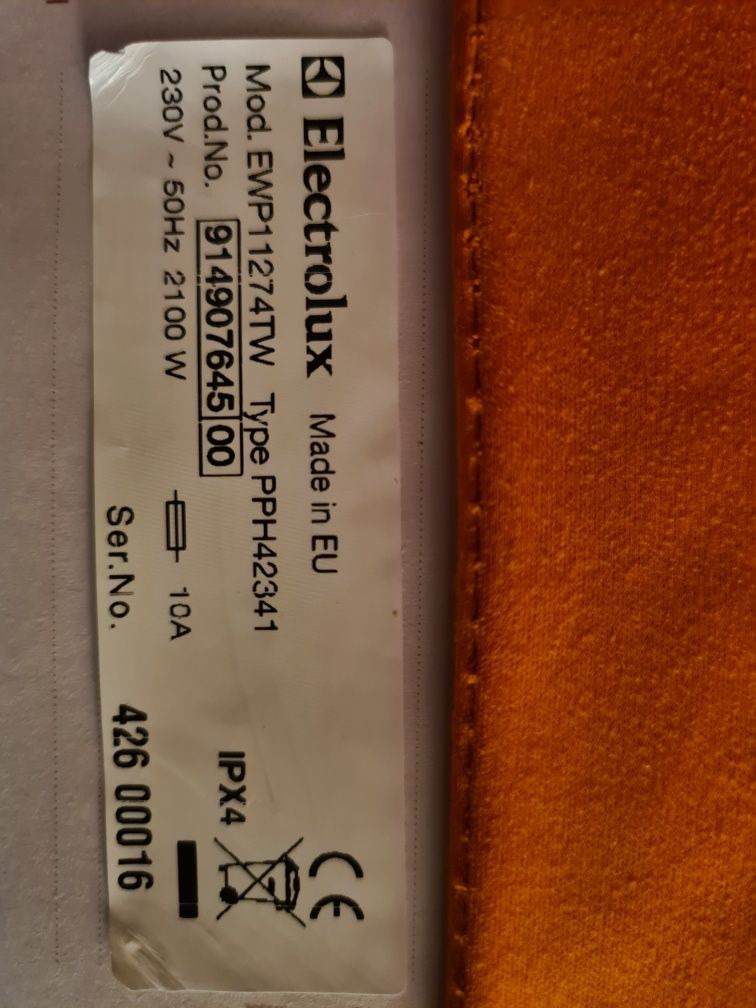 Electrolux Made in EU
Mod. EWP11274TW Type PPH42341
Prod.No. 914907645 00
230V ~ 50Hz 2100 W 10A
IPX4
Ser.No. 426 00016
CE